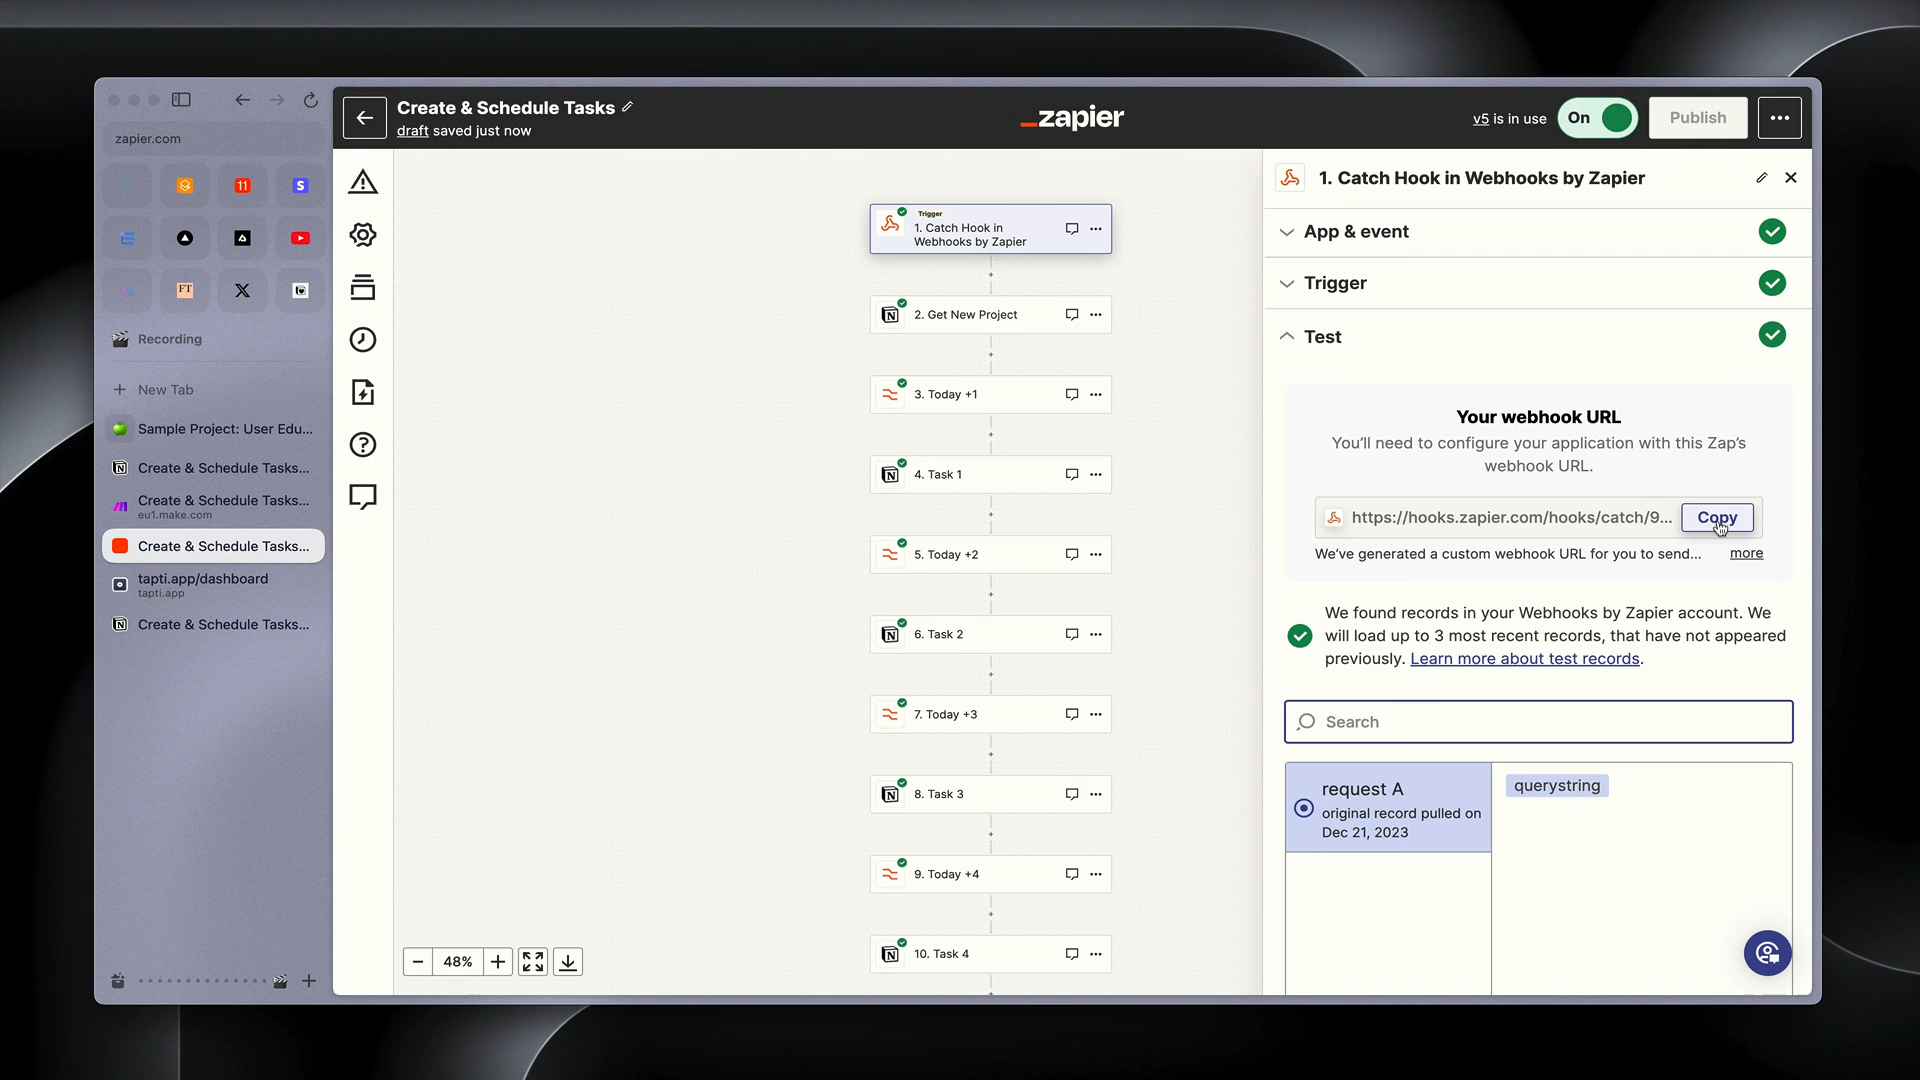 zapier.com
11
S
FT
X
Recording
New Tab
Sample Project: User Edu...
Create & Schedule Tasks...
Create & Schedule Tasks...
eu1.make.com
Create & Schedule Tasks...
tapti.app/dashboard
tapti.app
Create & Schedule Tasks...
Create & Schedule Tasks
draft saved just now
_zapier
v5 is in use
On
Publish
Trigger
1. Catch Hook in
Webhooks by Zapier
2. Get New Project
3. Today +1
4. Task 1
5. Today +2
6. Task 2
7. Today +3
8. Task 3
9. Today +4
10. Task 4
48%
1. Catch Hook in Webhooks by Zapier
App & event
Trigger
Test
Your webhook URL
You’ll need to configure your application with this Zap’s
webhook URL.
https://hooks.zapier.com/hooks/catch/9...
Copy
We’ve generated a custom webhook URL for you to send...
more
We found records in your Webhooks by Zapier account. We
will load up to 3 most recent records, that have not appeared
previously. Learn more about test records.
Search
request A
original record pulled on
Dec 21, 2023
querystring